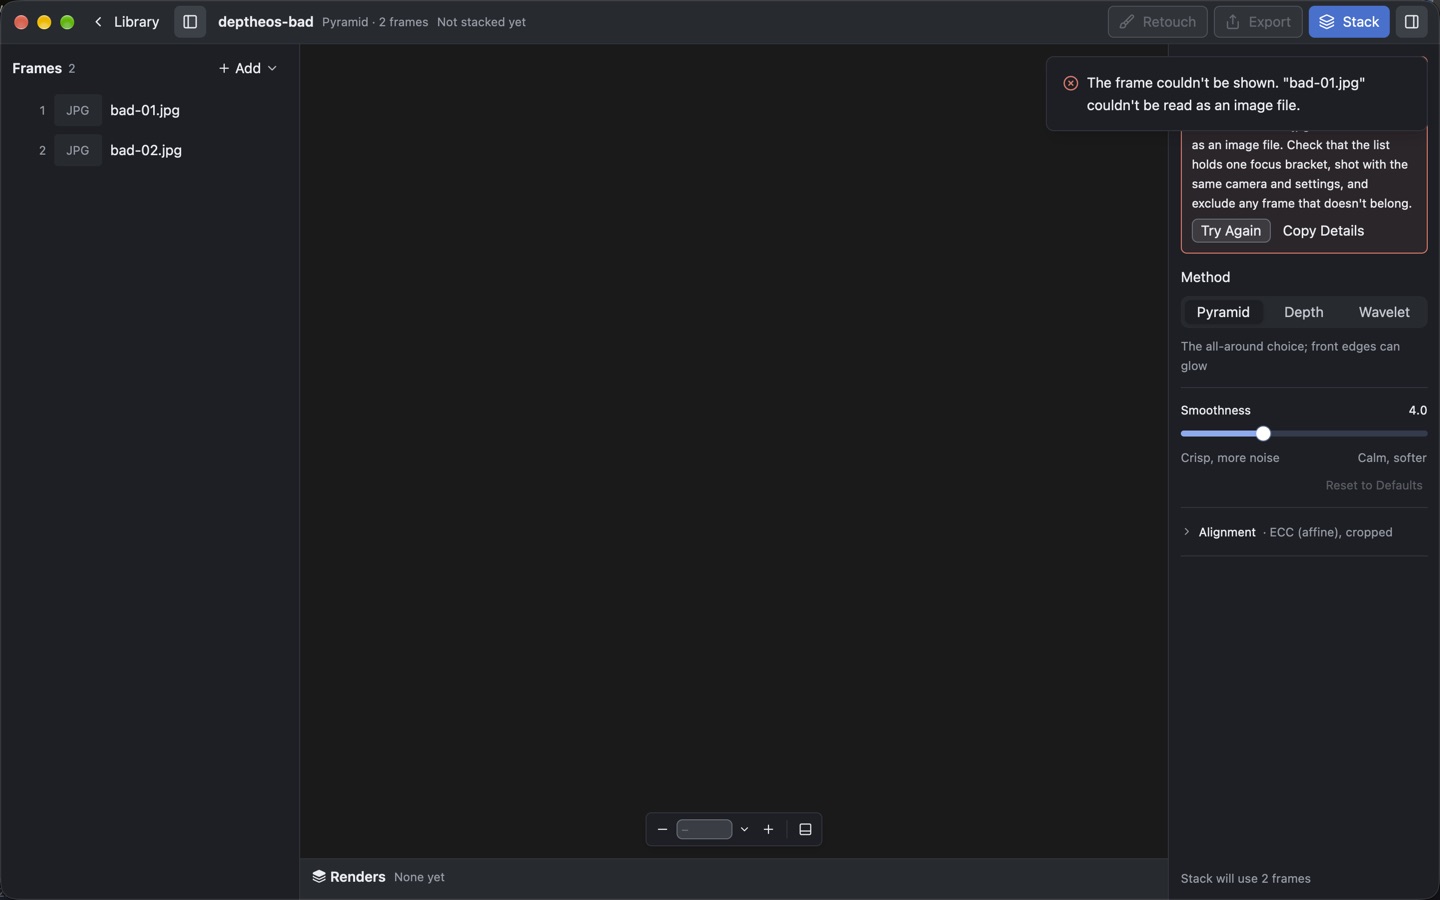 Library
deptheos-bad
Pyramid · 2 frames
Not stacked yet
Retouch
Export
Stack
Frames 2
Add
1 JPG bad-01.jpg
2 JPG bad-02.jpg
The frame couldn't be shown. "bad-01.jpg"
couldn't be read as an image file.
as an image file. Check that the list
holds one focus bracket, shot with the
same camera and settings, and
exclude any frame that doesn't belong.
Try Again
Copy Details
Method
Pyramid
Depth
Wavelet
The all-around choice; front edges can
glow
Smoothness
4.0
Crisp, more noise
Calm, softer
Reset to Defaults
Alignment · ECC (affine), cropped
Renders None yet
Stack will use 2 frames